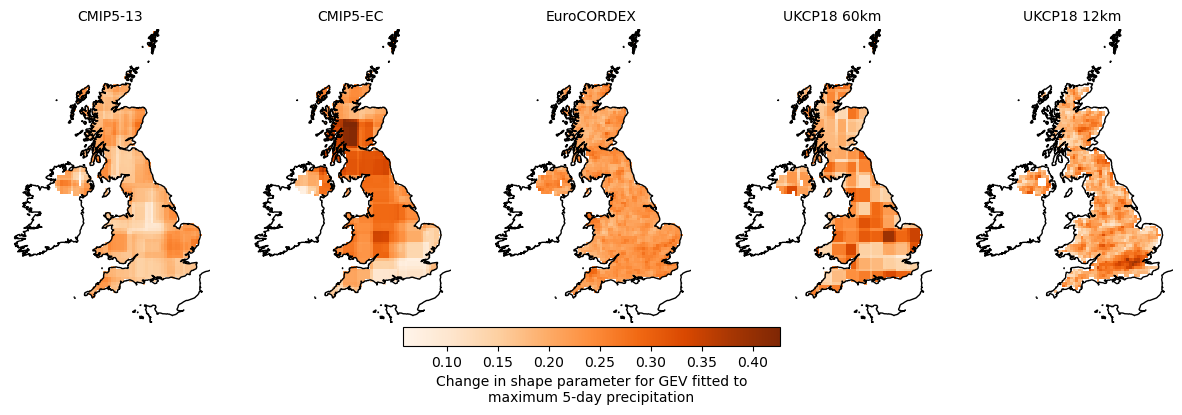 CMIP5-13 CMIP5-EC EuroCORDEX UKCP18 60km UKCP18 12km
0.10 0.15 0.20 0.25 0.30 0.35 0.40
Change in shape parameter for GEV fitted to
maximum 5-day precipitation